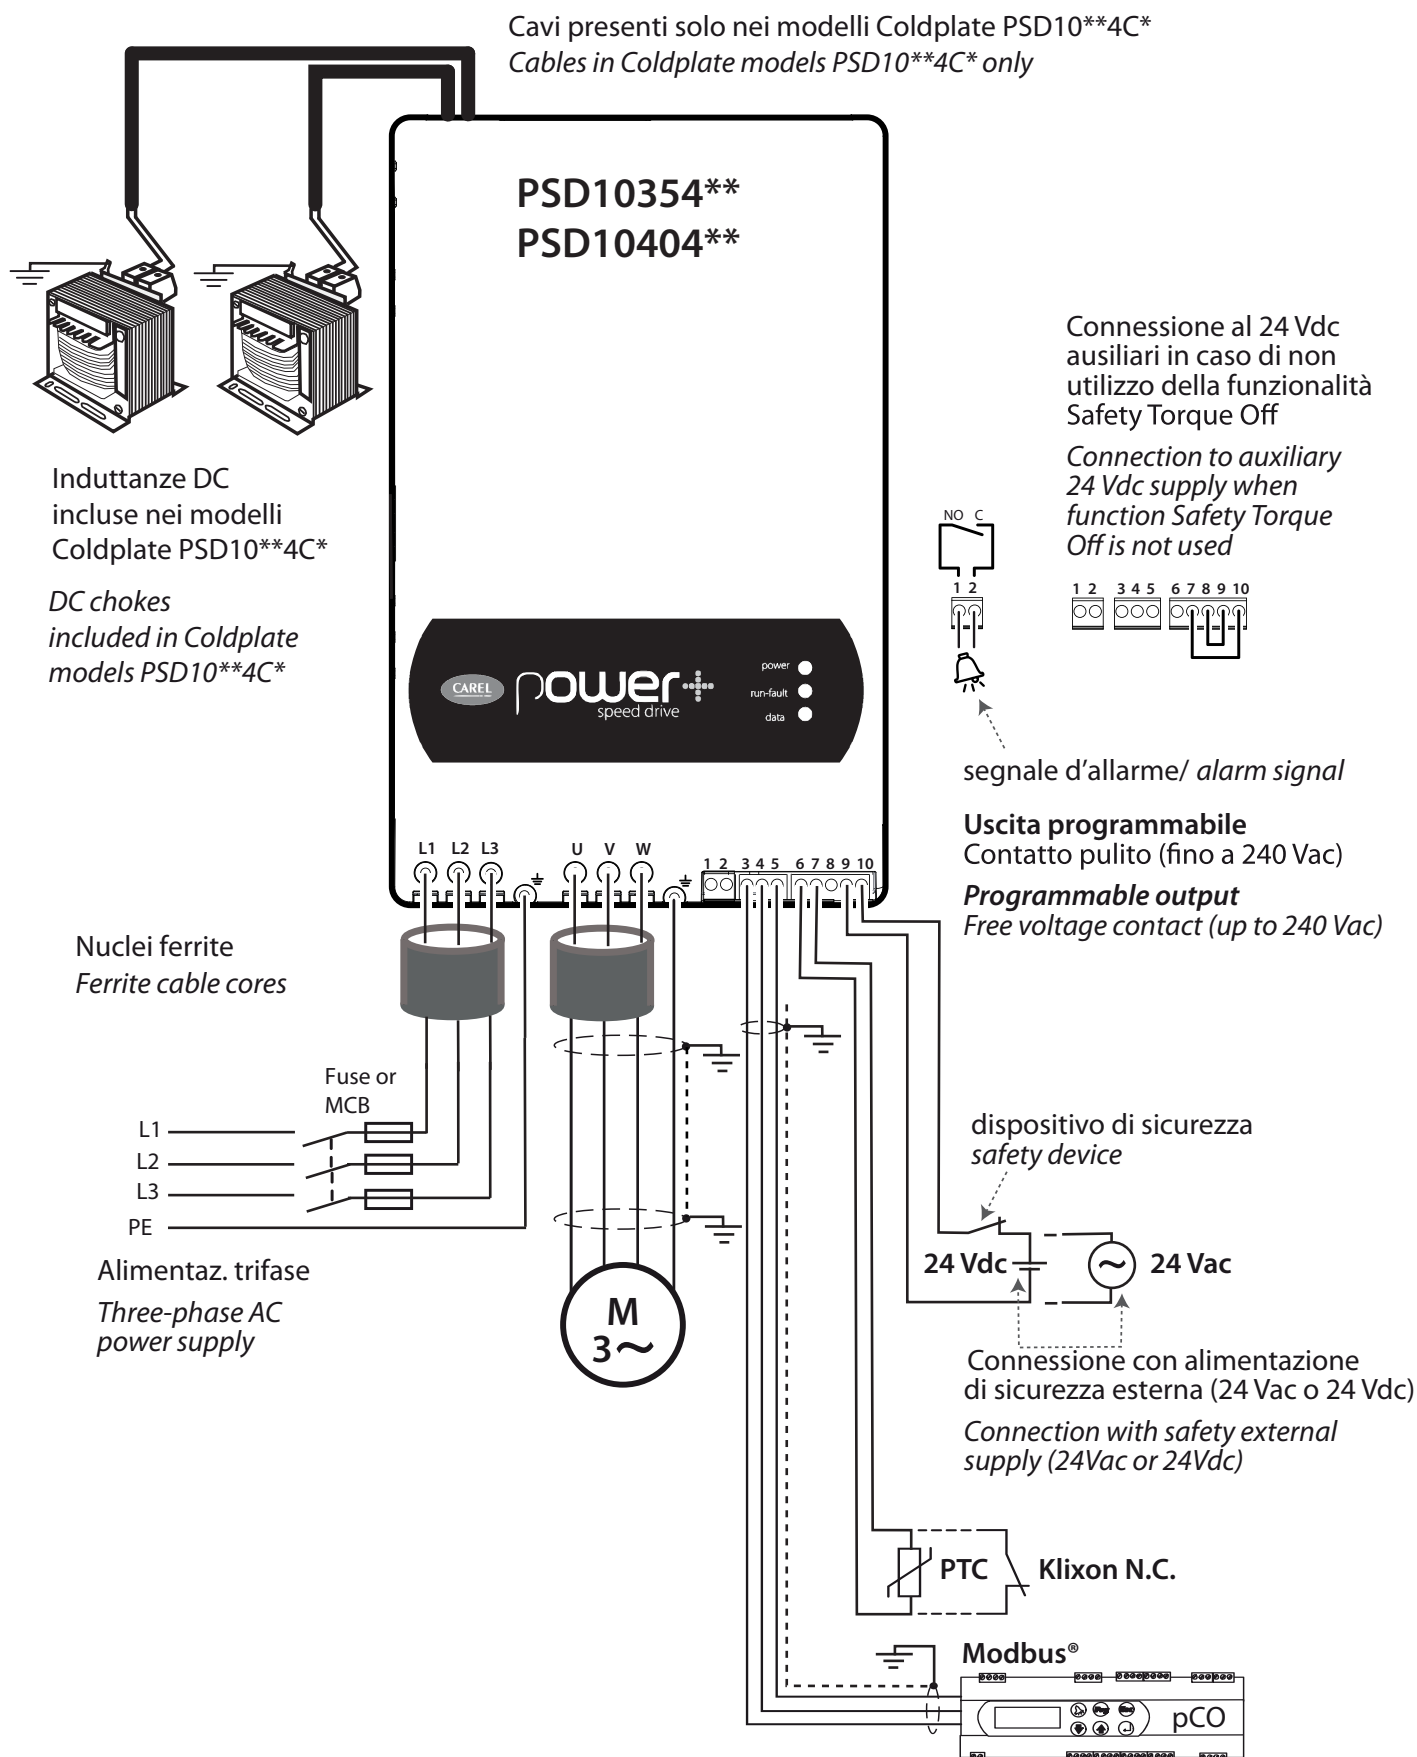 Cavi presenti solo nei modelli Coldplate PSD10**4C*
Cables in Coldplate models PSD10**4C* only
PSD10354**
PSD10404**
Induttanze DC
incluse nei modelli
Coldplate PSD10**4C*
DC chokes
included in Coldplate
models PSD10**4C*
Connessione al 24 Vdc
ausiliari in caso di non
utilizzo della funzionalità
Safety Torque Off
Connection to auxiliary
24 Vdc supply when
function Safety Torque
Off is not used
NO C
1 2
1 2 3 4 5 6 7 8 9 10
CAREL
power+
speed drive
power
run-fault
data
segnale d'allarme/ alarm signal
Uscita programmabile
Contatto pulito (fino a 240 Vac)
Programmable output
Free voltage contact (up to 240 Vac)
L1 L2 L3 U V W 1 2 3 4 5 6 7 8 9 10
Nuclei ferrite
Ferrite cable cores
Fuse or
MCB
L1
L2
L3
PE
Alimentaz. trifase
Three-phase AC
power supply
M
3~
dispositivo di sicurezza
safety device
24 Vdc
24 Vac
Connessione con alimentazione
di sicurezza esterna (24 Vac o 24 Vdc)
Connection with safety external
supply (24Vac or 24Vdc)
PTC
Klixon N.C.
Modbus®
Prg
Esc
pCO